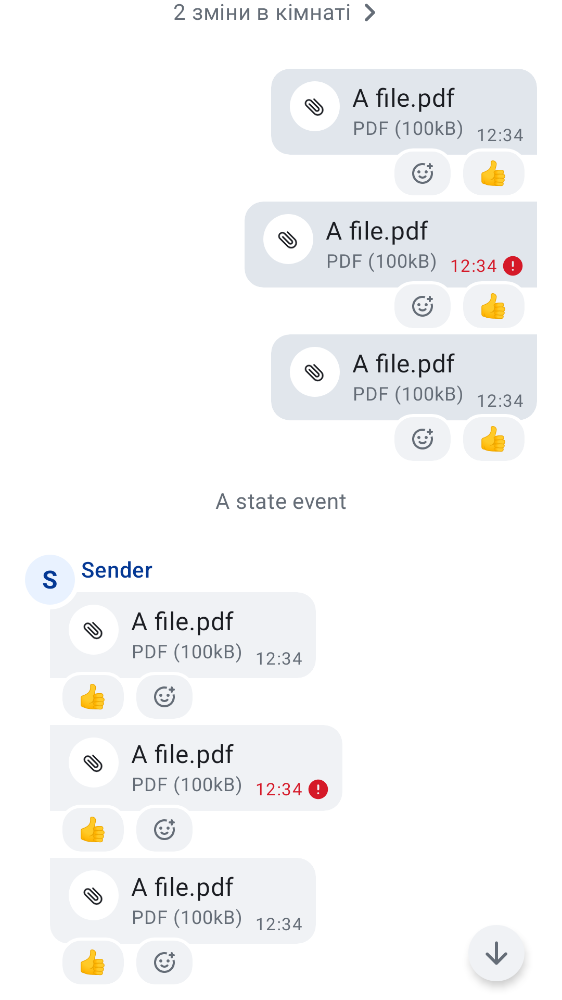 2 зміни в кімнаті
A file.pdf
PDF (100kB) 12:34
A file.pdf
PDF (100kB) 12:34
A file.pdf
PDF (100kB) 12:34
A state event
S Sender
A file.pdf
PDF (100kB) 12:34
A file.pdf
PDF (100kB) 12:34
A file.pdf
PDF (100kB) 12:34